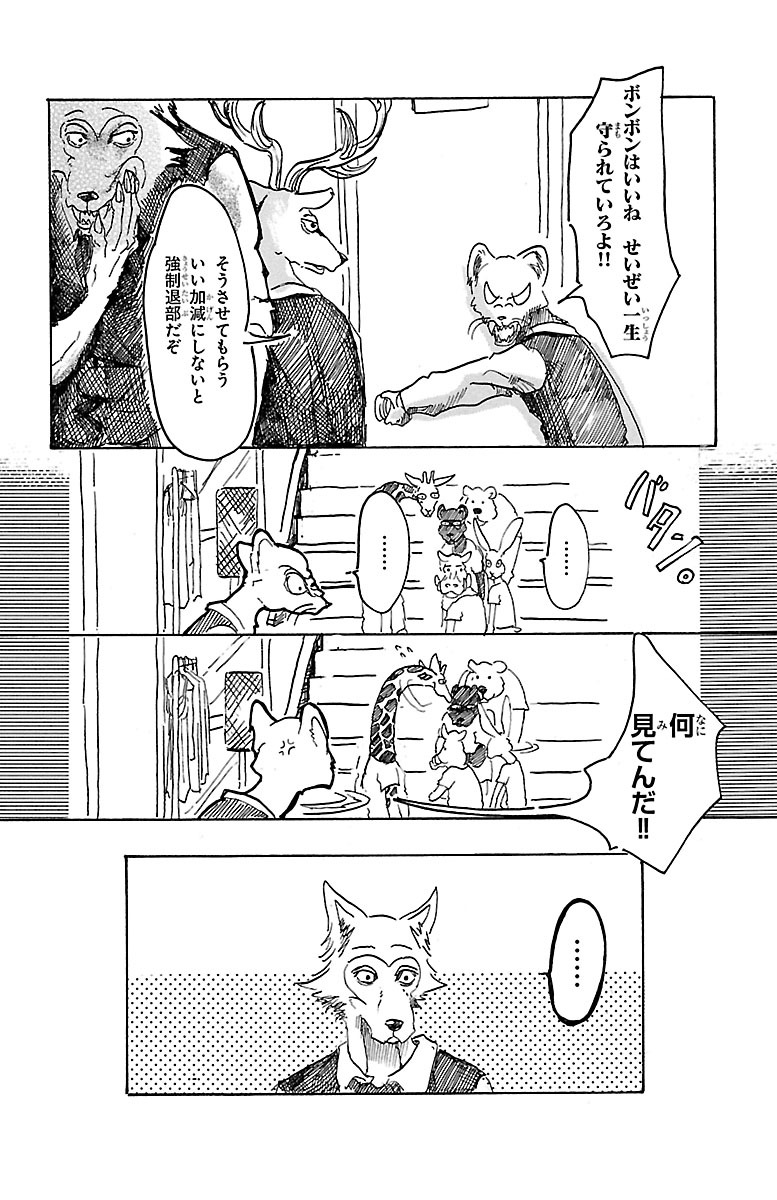 ボンボンはいいね せいぜい一生
守られていろよ!!
そうさせてもらう
いい加減にしないと
強制退部だぞ
バターン。
……
……
何
見てんだ!!
……